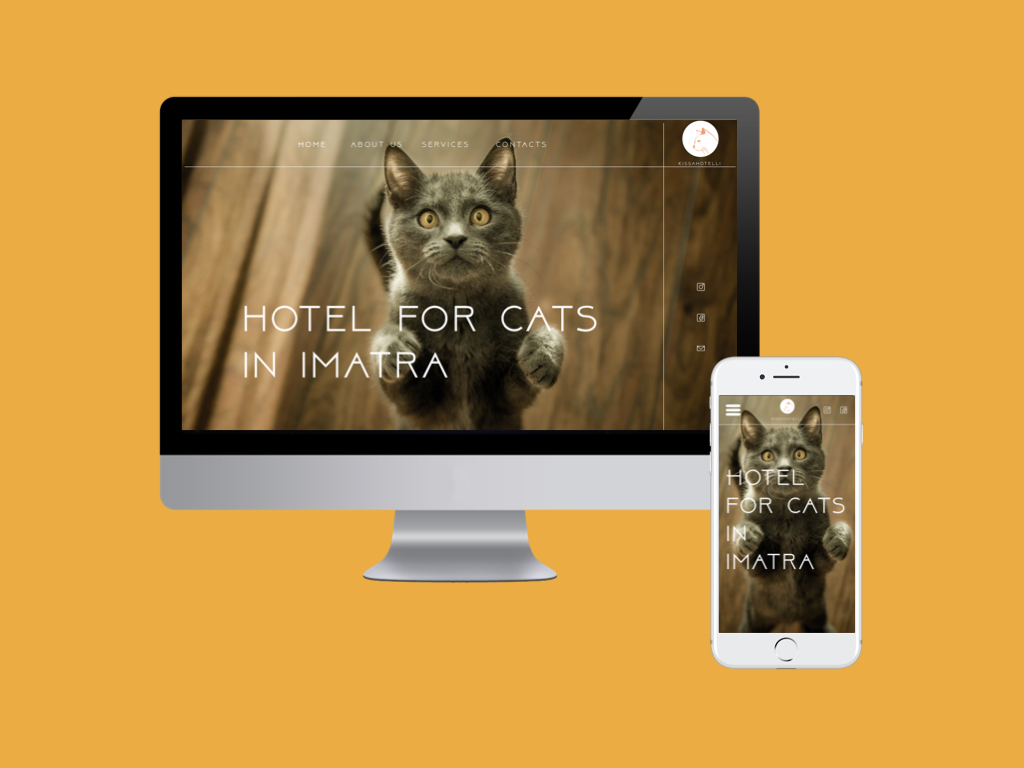 HOME ABOUT US SERVICES CONTACTS
KISSAHOTELLI
HOTEL FOR CATS
IN IMATRA
HOTEL
FOR CATS
IN
IMATRA